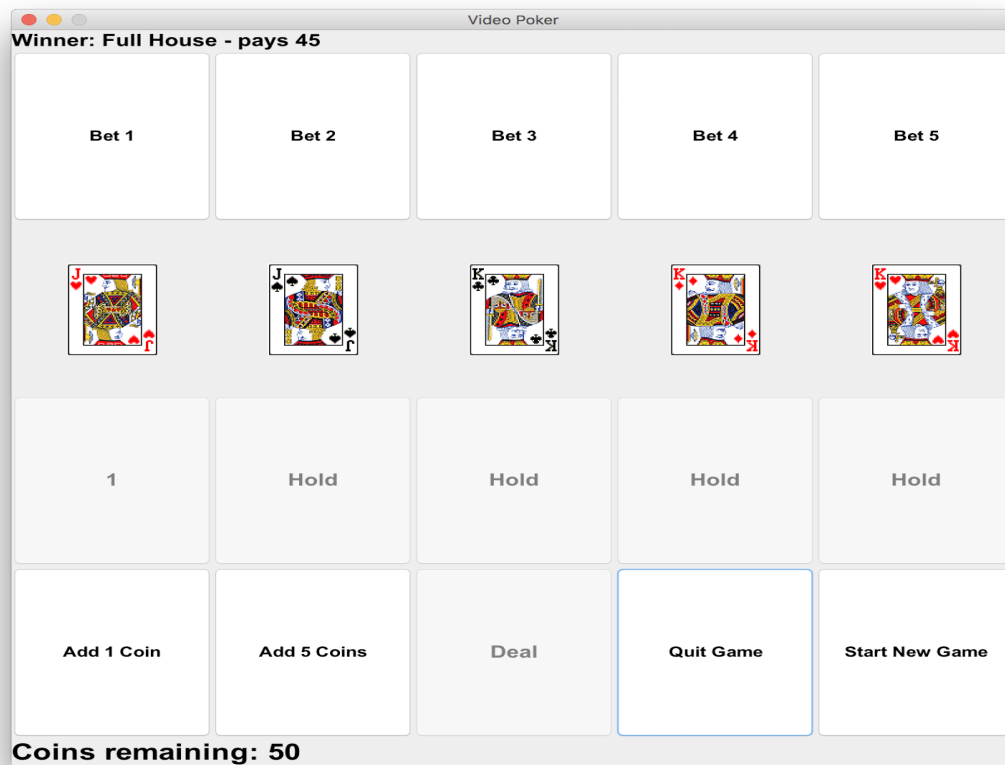 Video Poker
Winner: Full House - pays 45
Bet 1 Bet 2 Bet 3 Bet 4 Bet 5
J J K K K
J J K K K
1 Hold Hold Hold Hold
Add 1 Coin Add 5 Coins Deal Quit Game Start New Game
Coins remaining: 50